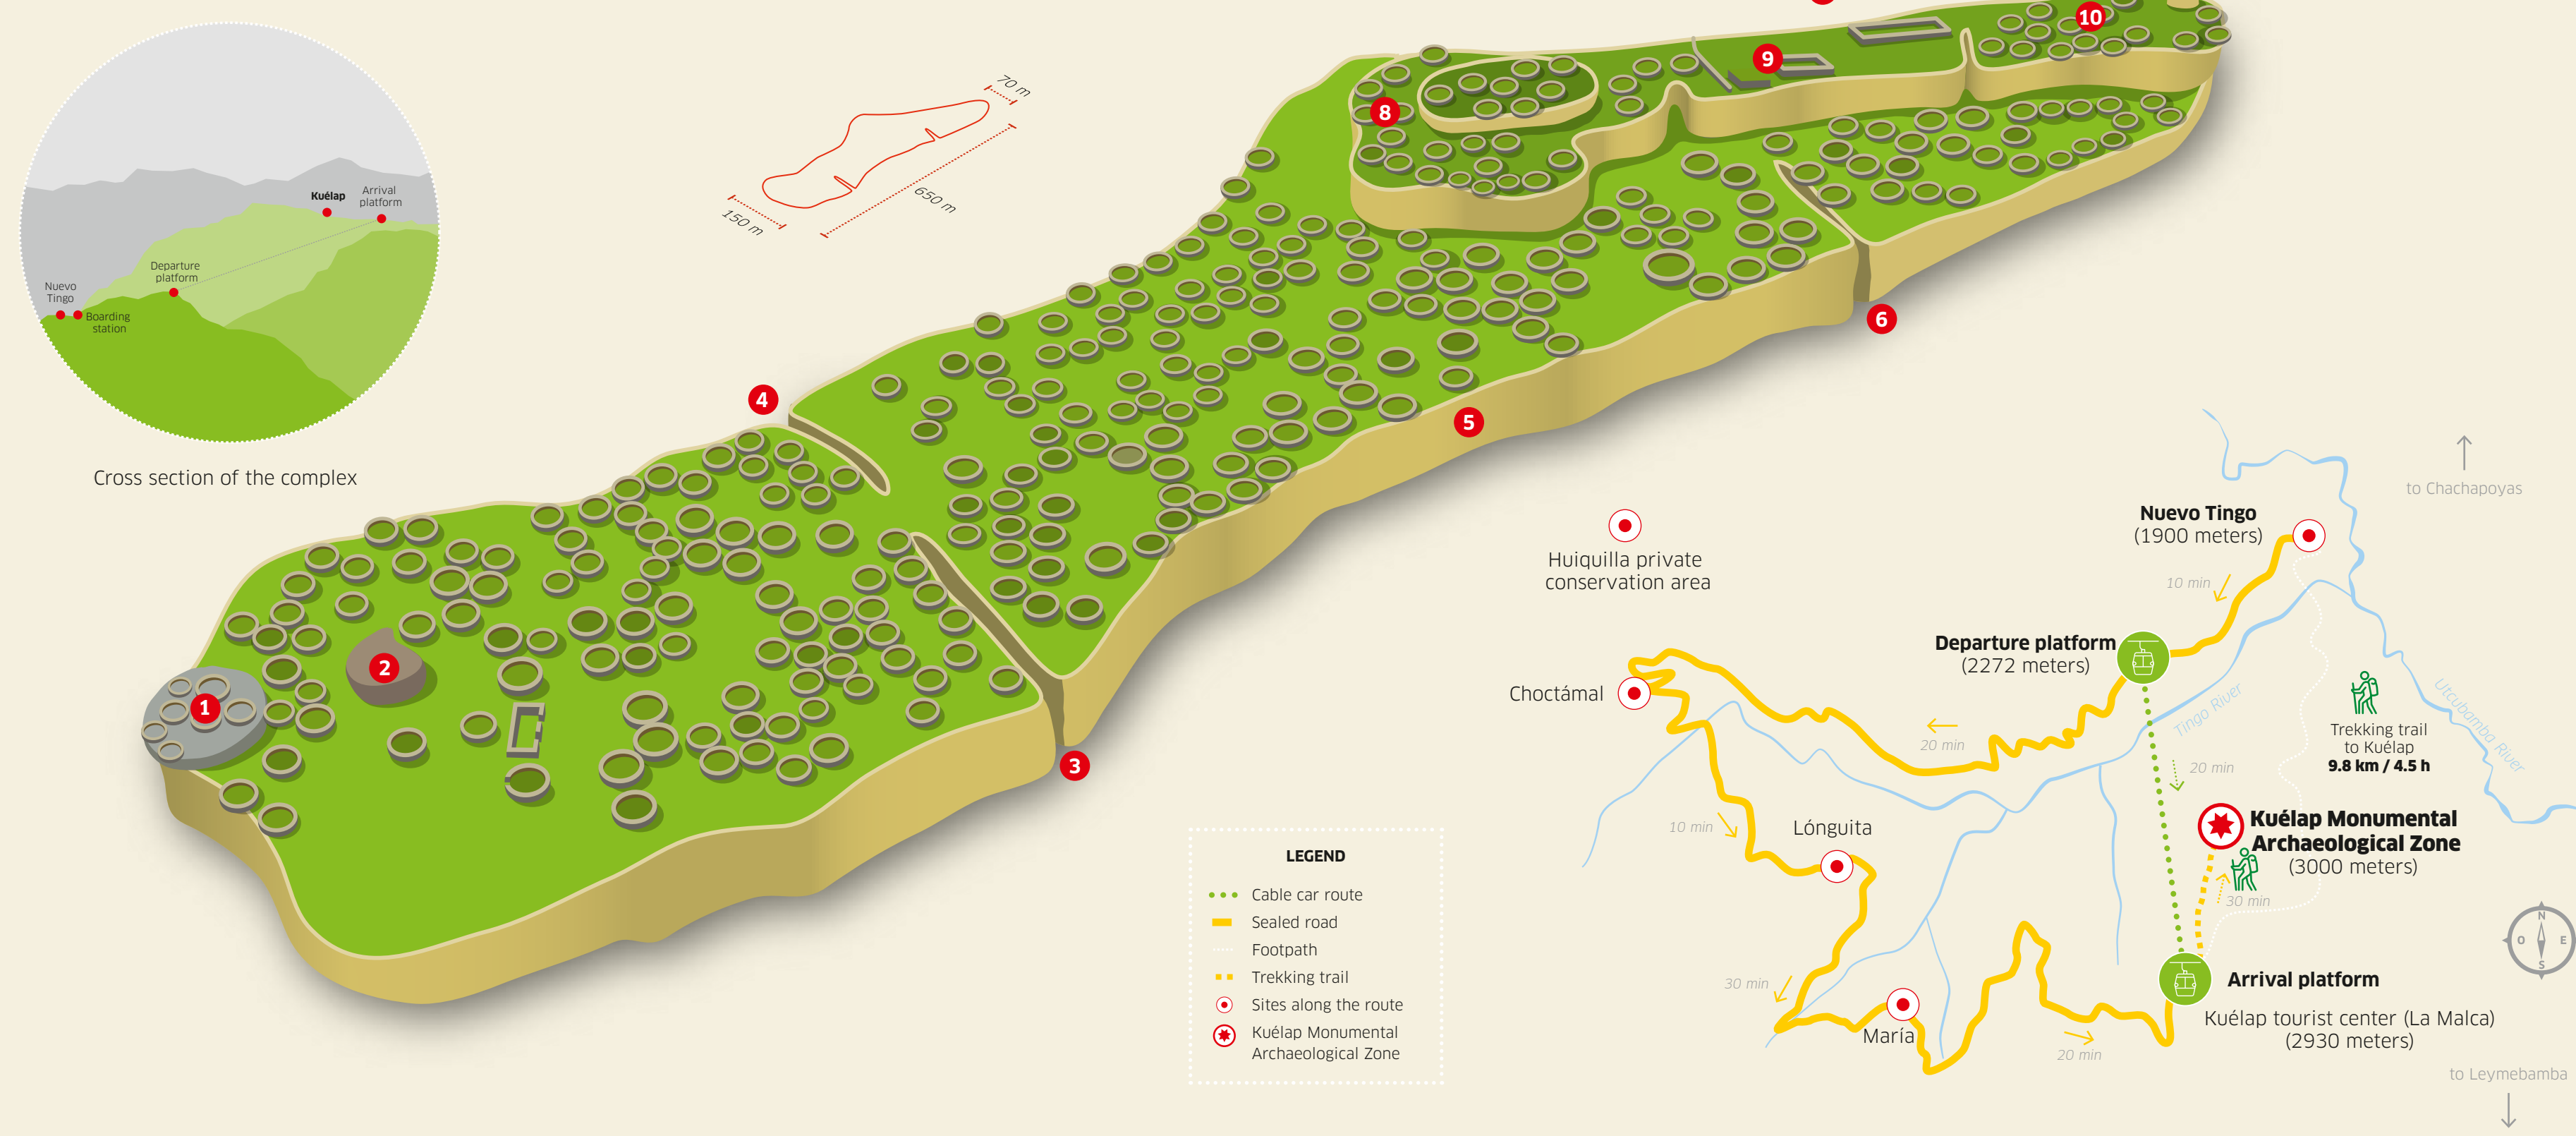 Kuélap
Arrival
platform
Departure
platform
Nuevo
Tingo
Boarding
station
Cross section of the complex
70 m
650 m
150 m
1
2
3
4
5
6
8
9
10
Huiquilla private
conservation area
to Chachapoyas
Nuevo Tingo
(1900 meters)
10 min
Departure platform
(2272 meters)
Choctámal
20 min
Tingo River
Utcubamba River
Trekking trail
to Kuélap
9.8 km / 4.5 h
20 min
10 min
Lónguita
Kuélap Monumental
Archaeological Zone
(3000 meters)
30 min
30 min
María
20 min
Arrival platform
Kuélap tourist center (La Malca)
(2930 meters)
N
O
E
S
to Leymebamba
LEGEND
Cable car route
Sealed road
Footpath
Trekking trail
Sites along the route
Kuélap Monumental
Archaeological Zone